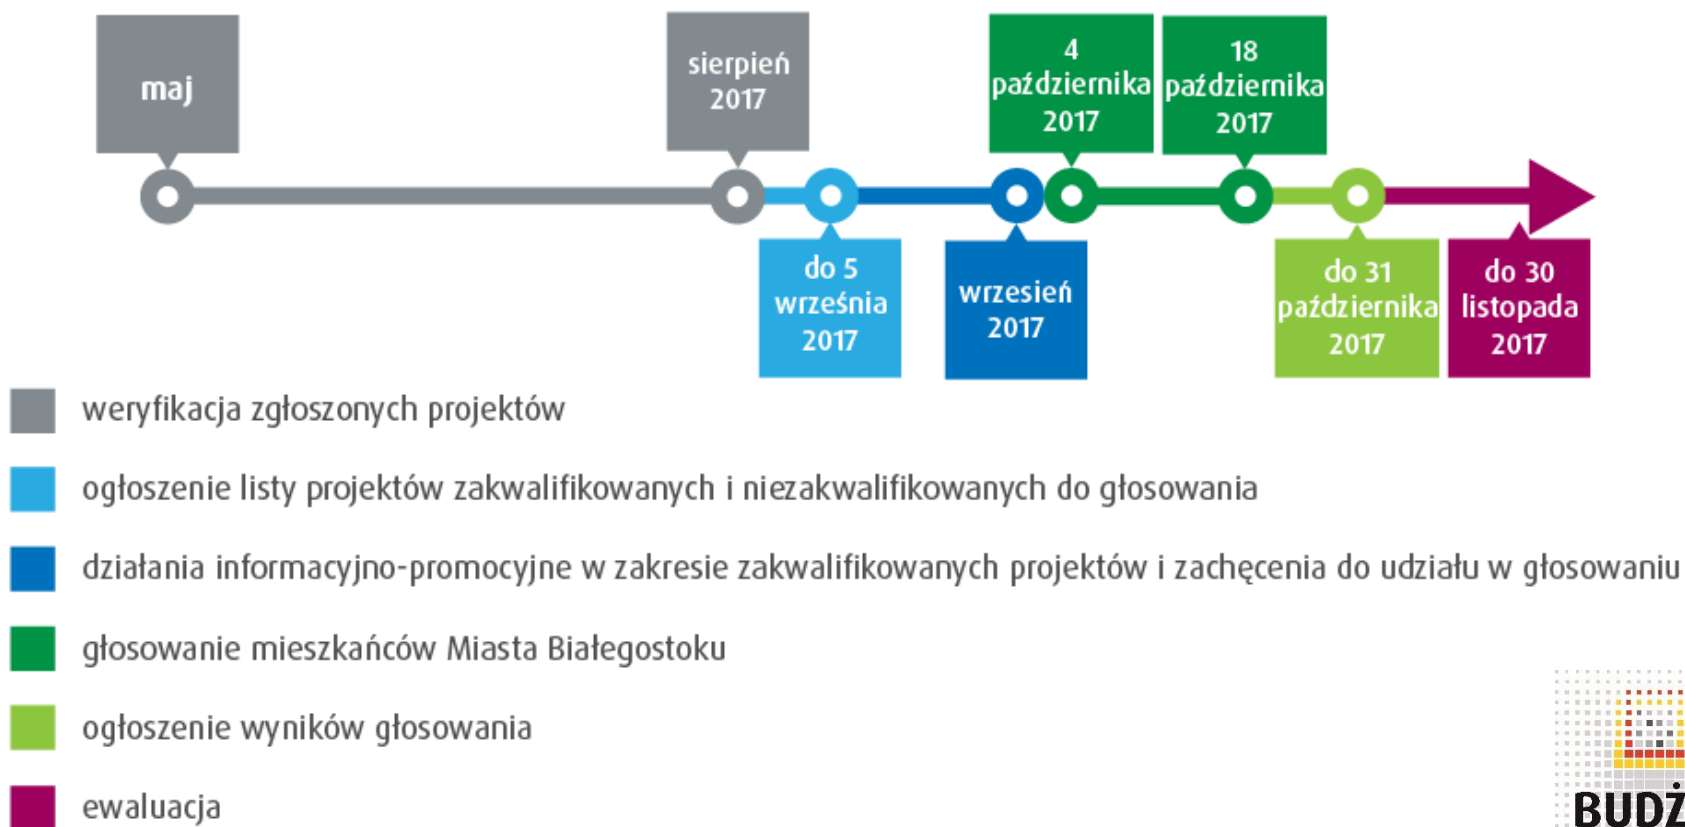 maj
sierpień
2017
4
października
2017
18
października
2017
do 5
września
2017
wrzesień
2017
do 31
października
2017
do 30
listopada
2017
weryfikacja zgłoszonych projektów
ogłoszenie listy projektów zakwalifikowanych i niezakwalifikowanych do głosowania
działania informacyjno-promocyjne w zakresie zakwalifikowanych projektów i zachęcenia do udziału w głosowaniu
głosowanie mieszkańców Miasta Białegostoku
ogłoszenie wyników głosowania
ewaluacja
BUDŻ